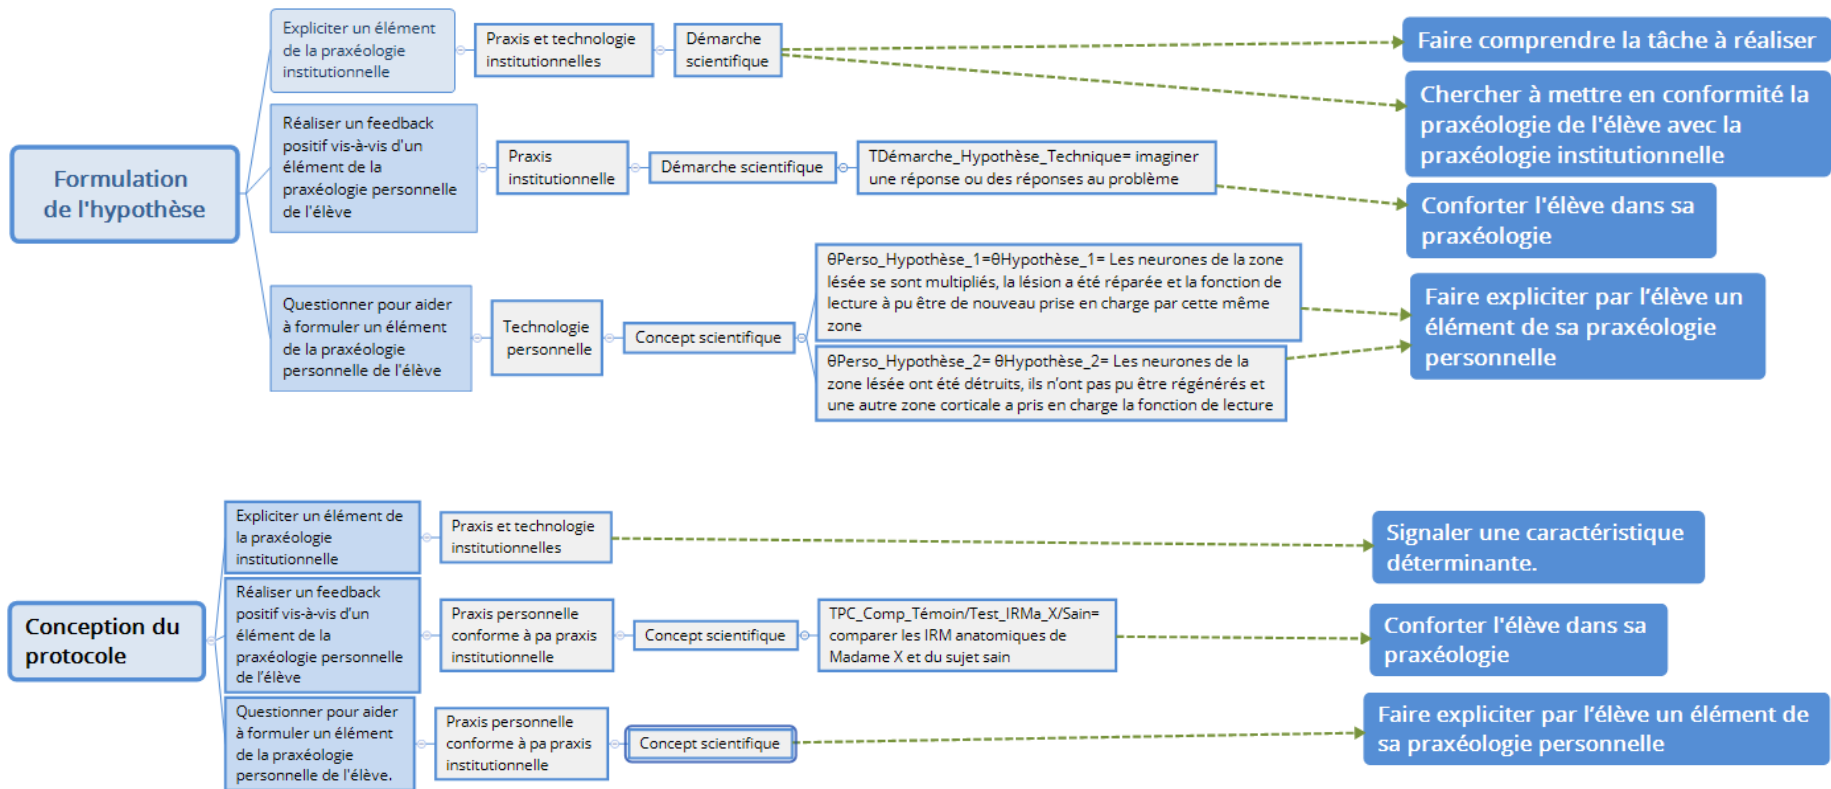 Formulation
de l'hypothèse
Expliciter un élément
de la praxéologie
institutionnelle
Praxis et technologie
institutionnelles
Démarche
scientifique
Faire comprendre la tâche à réaliser
Chercher à mettre en conformité la
praxéologie de l'élève avec la
praxéologie institutionnelle
Réaliser un feedback
positif vis-à-vis d'un
élément de la
praxéologie personnelle
de l'élève
Praxis
institutionnelle
Démarche scientifique
TDémarche_Hypothèse_Technique= imaginer
une réponse ou des réponses au problème
Conforter l'élève dans sa
praxéologie
Questionner pour aider
à formuler un élément
de la praxéologie
personnelle de l'élève
Technologie
personnelle
Concept scientifique
θPerso_Hypothèse_1=θHypothèse_1= Les neurones de la zone
lésée se sont multipliés, la lésion a été réparée et la fonction de
lecture à pu être de nouveau prise en charge par cette même
zone
θPerso_Hypothèse_2= θHypothèse_2= Les neurones de la
zone lésée ont été détruits, ils n'ont pas pu être régénérés et
une autre zone corticale a pris en charge la fonction de lecture
Faire expliciter par l’élève un
élément de sa praxéologie
personnelle
Conception du
protocole
Expliciter un élément de
la praxéologie
institutionnelle
Praxis et technologie
institutionnelles
Signaler une caractéristique
déterminante.
Réaliser un feedback
positif vis-à-vis d’un
élément de la
praxéologie personnelle
de l’élève
Praxis personnelle
conforme à pa praxis
institutionnelle
Concept scientifique
TPC_Comp_Témoin/Test_IRMa_X/Sain=
comparer les IRM anatomiques de
Madame X et du sujet sain
Conforter l'élève dans sa
praxéologie
Questionner pour aider
à formuler un élément
de la praxéologie
personnelle de l'élève.
Praxis personnelle
conforme à pa praxis
institutionnelle
Concept scientifique
Faire expliciter par l’élève un élément de
sa praxéologie personnelle